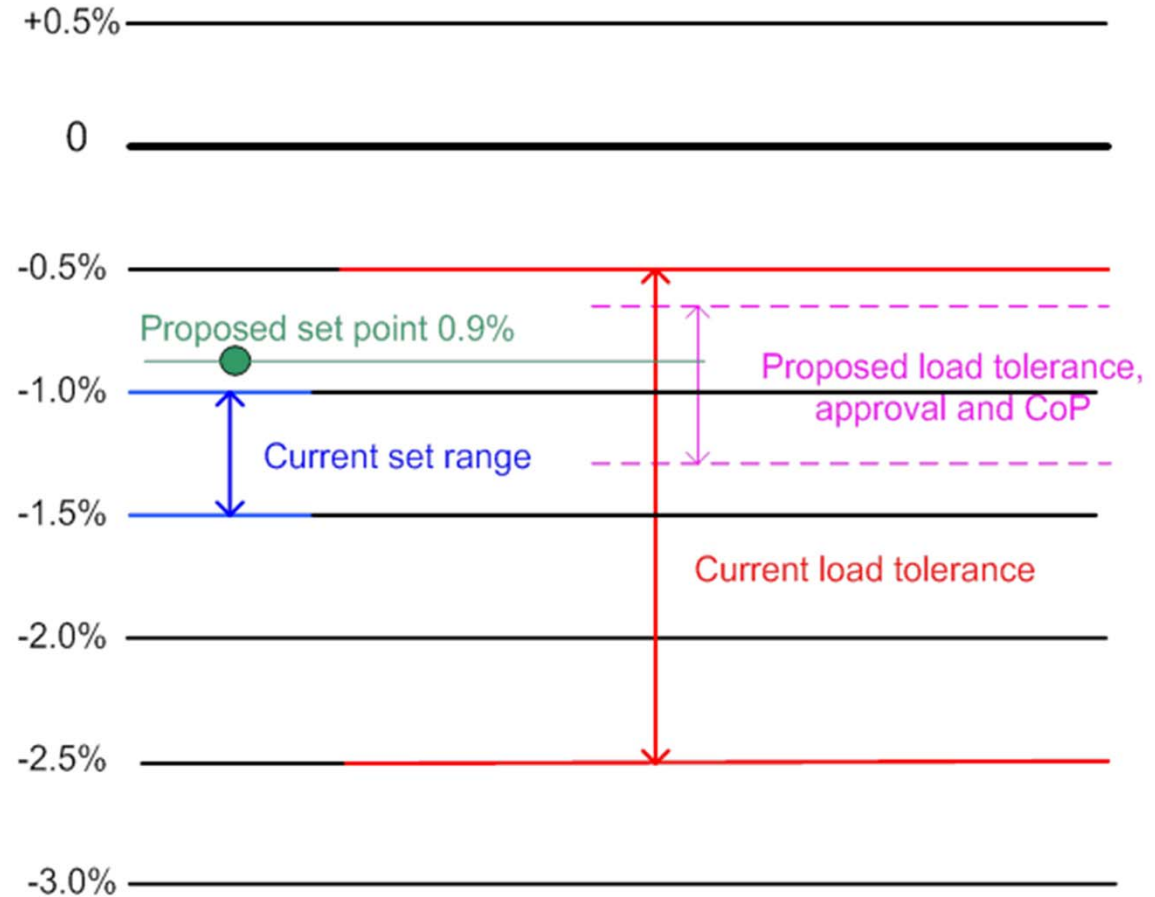 +0.5%
0
-0.5%
Proposed set point 0.9%
Proposed load tolerance,
approval and CoP
-1.0%
Current set range
-1.5%
Current load tolerance
-2.0%
-2.5%
-3.0%